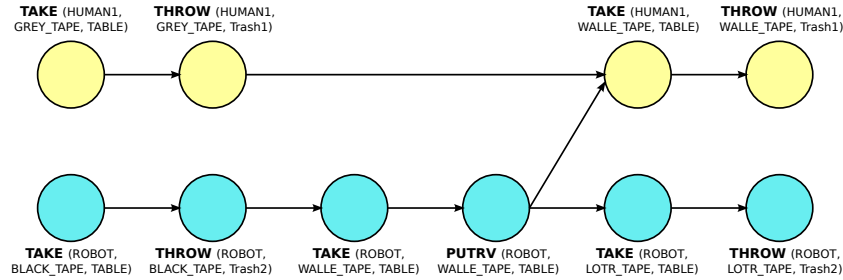 TAKE (HUMAN1,
GREY_TAPE, TABLE)
THROW (HUMAN1,
GREY_TAPE, Trash1)
TAKE (HUMAN1,
WALLE_TAPE, TABLE)
THROW (HUMAN1,
WALLE_TAPE, Trash1)
TAKE (ROBOT,
BLACK_TAPE, TABLE)
THROW (ROBOT,
BLACK_TAPE, Trash2)
TAKE (ROBOT,
WALLE_TAPE, TABLE)
PUTRV (ROBOT,
WALLE_TAPE, TABLE)
TAKE (ROBOT,
LOTR_TAPE, TABLE)
THROW (ROBOT,
LOTR_TAPE, Trash2)